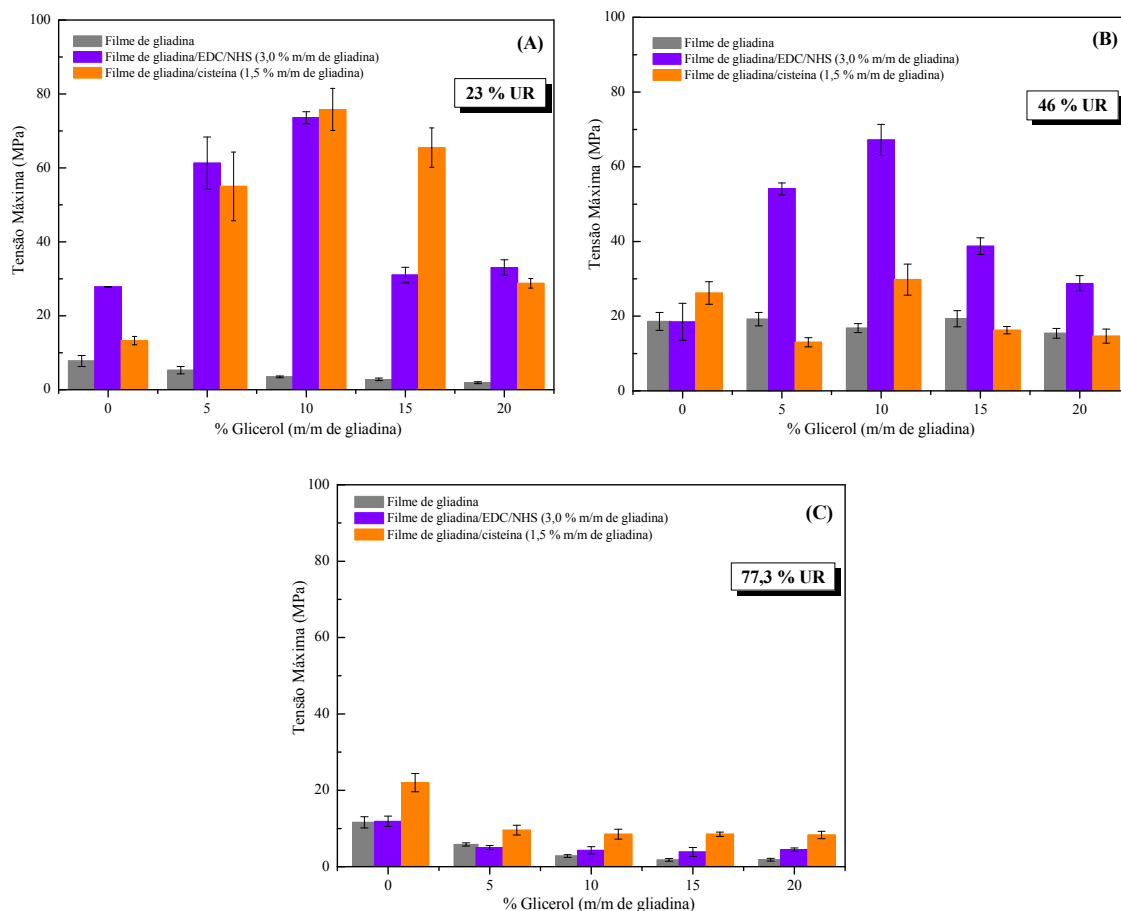 100
80
60
40
20
0
Tensão Máxima (MPa)
Filme de gliadina
Filme de gliadina/EDC/NHS (3,0 % m/m de gliadina)
Filme de gliadina/cisteína (1,5 % m/m de gliadina)
(A)
23 % UR
0 5 10 15 20
% Glicerol (m/m de gliadina)
100
80
60
40
20
0
Tensão Máxima (MPa)
Filme de gliadina
Filme de gliadina/EDC/NHS (3,0 % m/m de gliadina)
Filme de gliadina/cisteína (1,5 % m/m de gliadina)
(B)
46 % UR
0 5 10 15 20
% Glicerol (m/m de gliadina)
100
80
60
40
20
0
Tensão Máxima (MPa)
Filme de gliadina
Filme de gliadina/EDC/NHS (3,0 % m/m de gliadina)
Filme de gliadina/cisteína (1,5 % m/m de gliadina)
(C)
77,3 % UR
0 5 10 15 20
% Glicerol (m/m de gliadina)